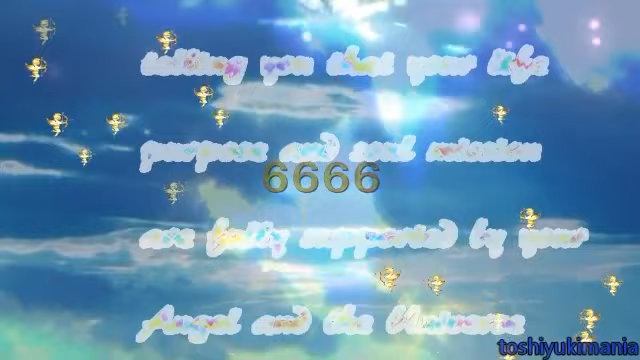 telling you that your life
purpose and soul mission
6666
are fully supported by your
Angel and the Universe
toshiyukimania